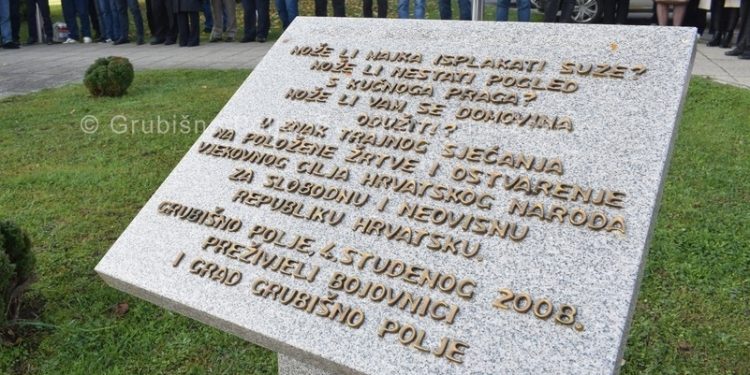 MOŽE LI MAJKA ISPLAKATI SUZE?
MOŽE LI NESTATI POGLED
S KUĆNOGA PRAGA?
MOŽE LI VAM SE DOMOVINA
ODUŽITI?
U ZNAK TRAJNOG SJEĆANJA
NA POLOŽENE ŽRTVE I OSTVARENJE
VJEKOVNOG CILJA HRVATSKOG NARODA
ZA SLOBODNU I NEOVISNU
REPUBLIKU HRVATSKU.
GRUBIŠNO POLJE, 4. STUDENOG 2008.
PREŽIVJELI BOJOVNICI
I GRAD GRUBIŠNO POLJE
© Grubišno